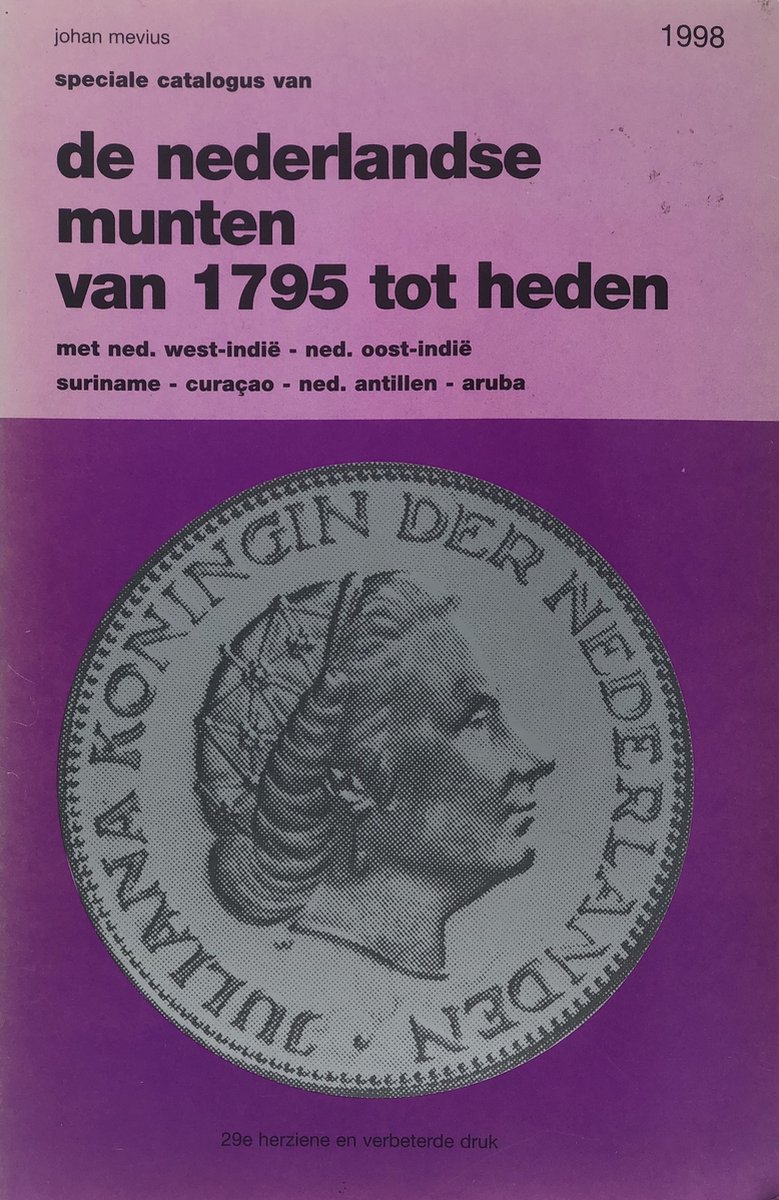 johan mevius
1998
speciale catalogus van
de nederlandse
munten
van 1795 tot heden
met ned. west-indië - ned. oost-indië
suriname - curaçao - ned. antillen - aruba
JULIANA KONINGIN DER NEDERLANDEN ·
29e herziene en verbeterde druk